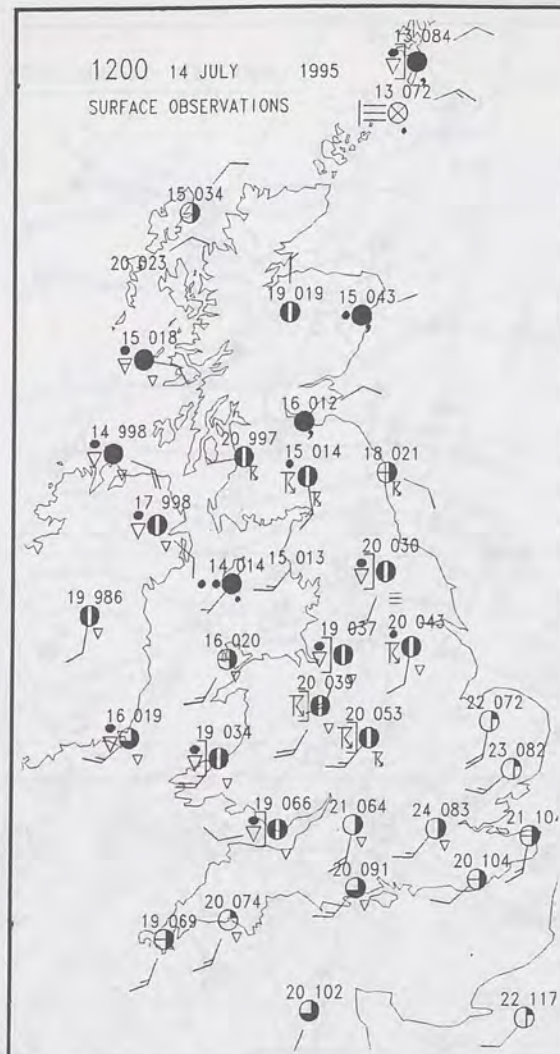 13 084
1200 14 JULY 1995
13 072
SURFACE OBSERVATIONS
15 034
20 023
19 019 15 043
15 018
16 012
14 998 20 997 15 014 18 021
17 998
14 014 15 013 20 030
19 986
16 020 19 037 20 043
20 039
16 019 19 034 20 053 22 072
23 082
19 066 21 064 24 083 21 104
20 091 20 104
19 069 20 074
20 102 22 117